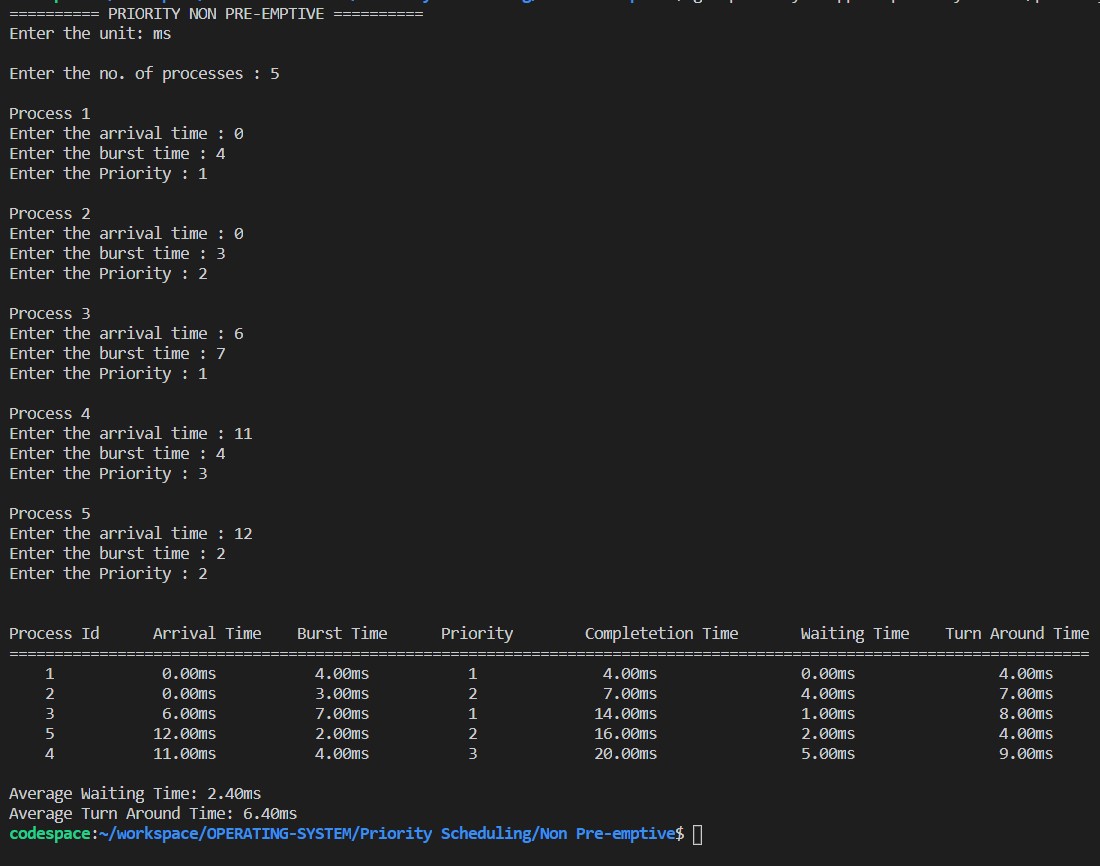 ========== PRIORITY NON PRE-EMPTIVE ==========
Enter the unit: ms
Enter the no. of processes : 5
Process 1
Enter the arrival time : 0
Enter the burst time : 4
Enter the Priority : 1
Process 2
Enter the arrival time : 0
Enter the burst time : 3
Enter the Priority : 2
Process 3
Enter the arrival time : 6
Enter the burst time : 7
Enter the Priority : 1
Process 4
Enter the arrival time : 11
Enter the burst time : 4
Enter the Priority : 3
Process 5
Enter the arrival time : 12
Enter the burst time : 2
Enter the Priority : 2
Process Id Arrival Time Burst Time Priority Completetion Time Waiting Time Turn Around Time
========================================================================================================================
1 0.00ms 4.00ms 1 4.00ms 0.00ms 4.00ms
2 0.00ms 3.00ms 2 7.00ms 4.00ms 7.00ms
3 6.00ms 7.00ms 1 14.00ms 1.00ms 8.00ms
5 12.00ms 2.00ms 2 16.00ms 2.00ms 4.00ms
4 11.00ms 4.00ms 3 20.00ms 5.00ms 9.00ms
Average Waiting Time: 2.40ms
Average Turn Around Time: 6.40ms
codespace:~/workspace/OPERATING-SYSTEM/Priority Scheduling/Non Pre-emptive$